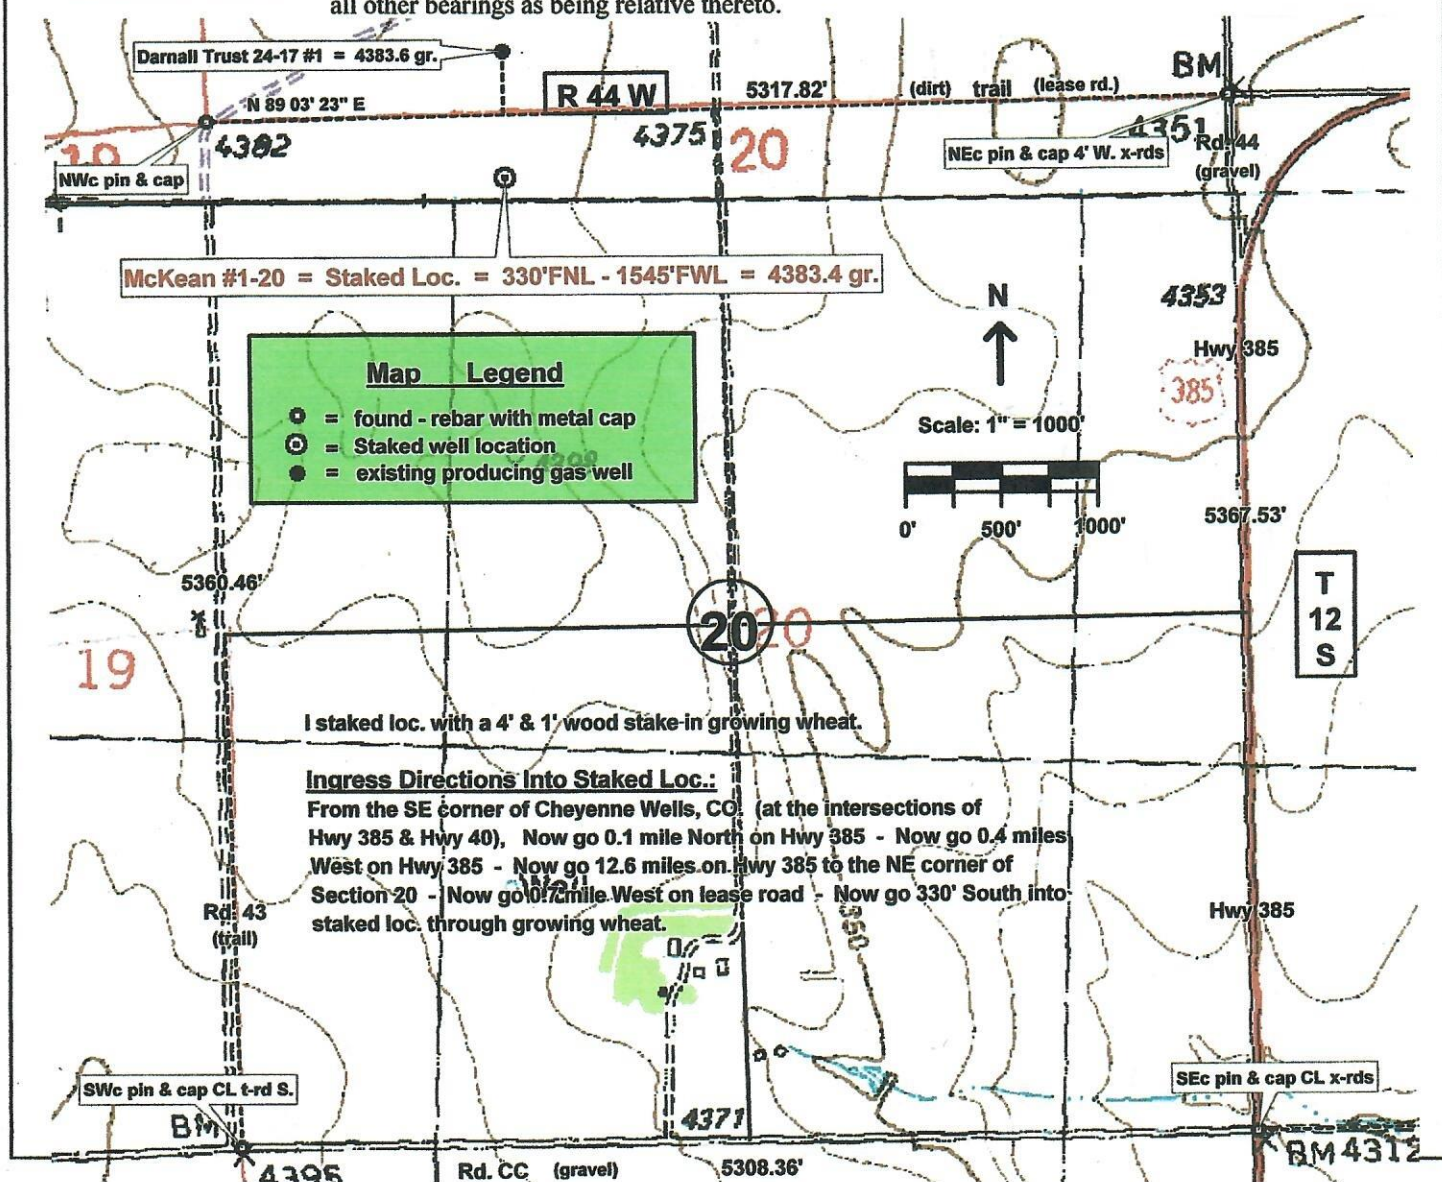 all other bearings as being relative thereto.
Darnall Trust 24-17 #1 = 4383.6 gr.
BM
N 89 03' 23" E
R 44 W
5317.82'
(dirt) trail (lease rd.)
4382
4375
20
4351
Rd. 44
(gravel)
NEc pin & cap 4' W. x-rds
19
NWc pin & cap
McKean #1-20 = Staked Loc. = 330'FNL - 1545'FWL = 4383.4 gr.
N
4353
Hwy 385
385
Map Legend
= found - rebar with metal cap
= Staked well location
= existing producing gas well
Scale: 1" = 1000'
0' 500' 1000'
5367.53'
5360.46'
T
12
S
20
20
19
I staked loc. with a 4' & 1' wood stake-in growing wheat.
Ingress Directions Into Staked Loc.:
From the SE corner of Cheyenne Wells, CO. (at the intersections of
Hwy 385 & Hwy 40), Now go 0.1 mile North on Hwy 385 - Now go 0.4 miles
West on Hwy 385 - Now go 12.6 miles on Hwy 385 to the NE corner of
Section 20 - Now go 0.7 mile West on lease road - Now go 330' South into
staked loc. through growing wheat.
Rd. 43
(trail)
Hwy 385
SWc pin & cap CL t-rd S.
SEc pin & cap CL x-rds
BM
4371
4395
Rd. CC (gravel)
5308.36'
BM 4312